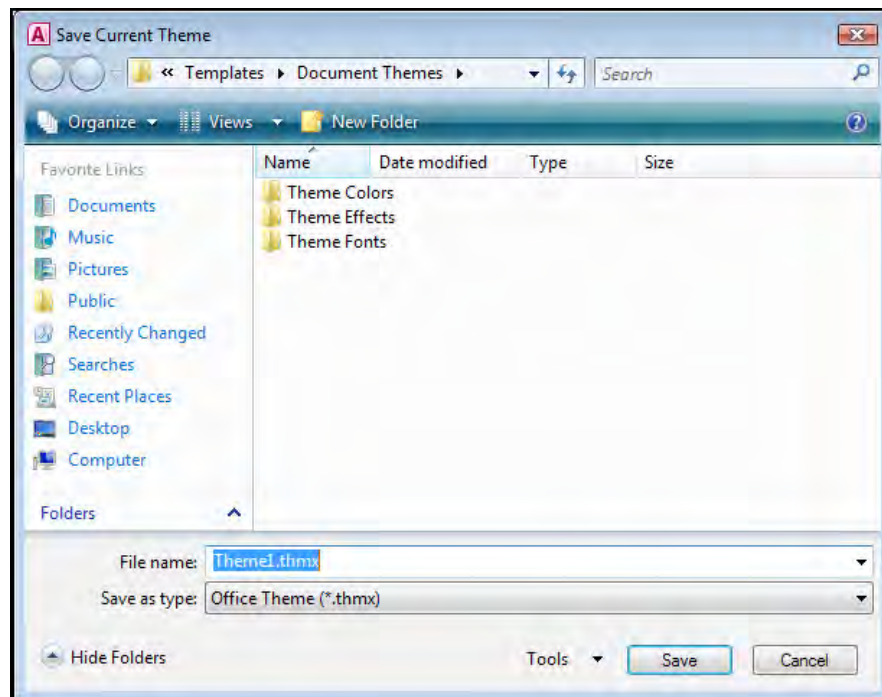 A Save Current Theme
« Templates ▸ Document Themes ▸ Search
Organize Views New Folder ?
Favorite Links
Name Date modified Type Size
Theme Colors
Theme Effects
Theme Fonts
Documents
Music
Pictures
Public
Recently Changed
Searches
Recent Places
Desktop
Computer
Folders
File name: Theme1.thmx
Save as type: Office Theme (*.thmx)
Hide Folders Tools Save Cancel